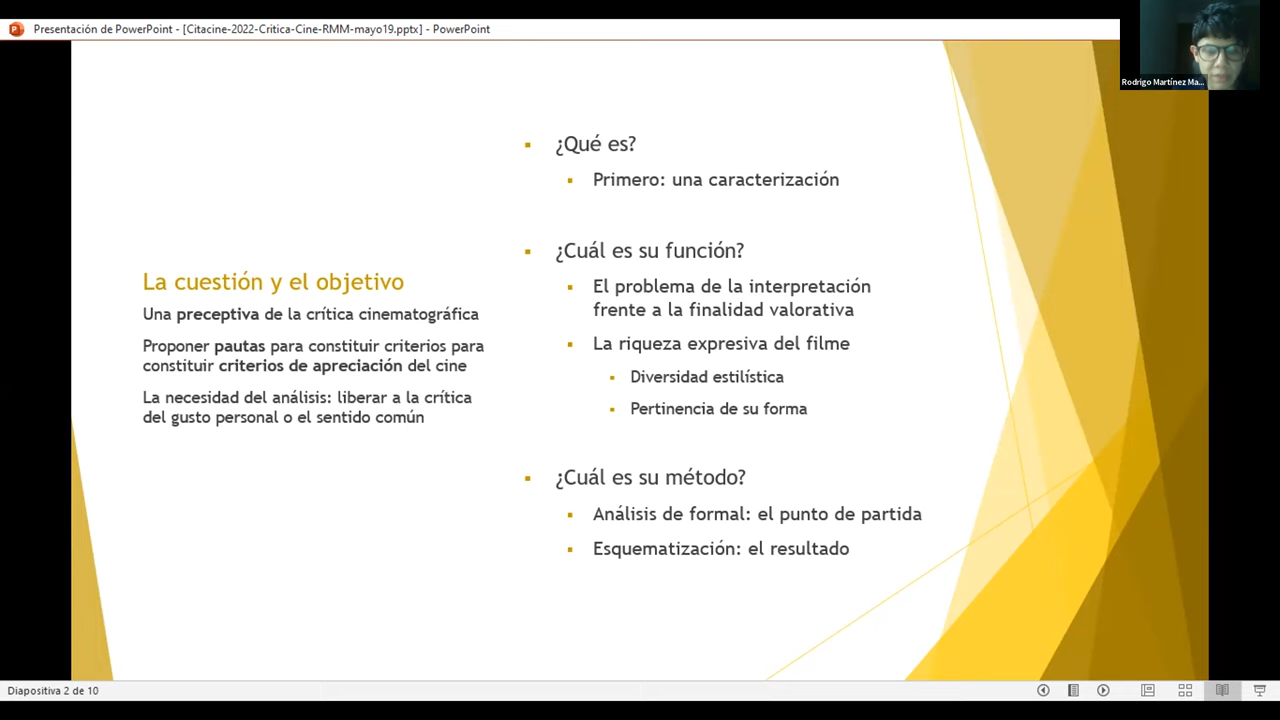 Presentación de PowerPoint - [Citacine-2022-Critica-Cine-RMM-mayo19.pptx] - PowerPoint
Rodrigo Martínez Ma...
La cuestión y el objetivo
Una preceptiva de la crítica cinematográfica
Proponer pautas para constituir criterios para
constituir criterios de apreciación del cine
La necesidad del análisis: liberar a la crítica
del gusto personal o el sentido común
¿Qué es?
Primero: una caracterización
¿Cuál es su función?
El problema de la interpretación
frente a la finalidad valorativa
La riqueza expresiva del filme
Diversidad estilística
Pertinencia de su forma
¿Cuál es su método?
Análisis de formal: el punto de partida
Esquematización: el resultado
Diapositiva 2 de 10